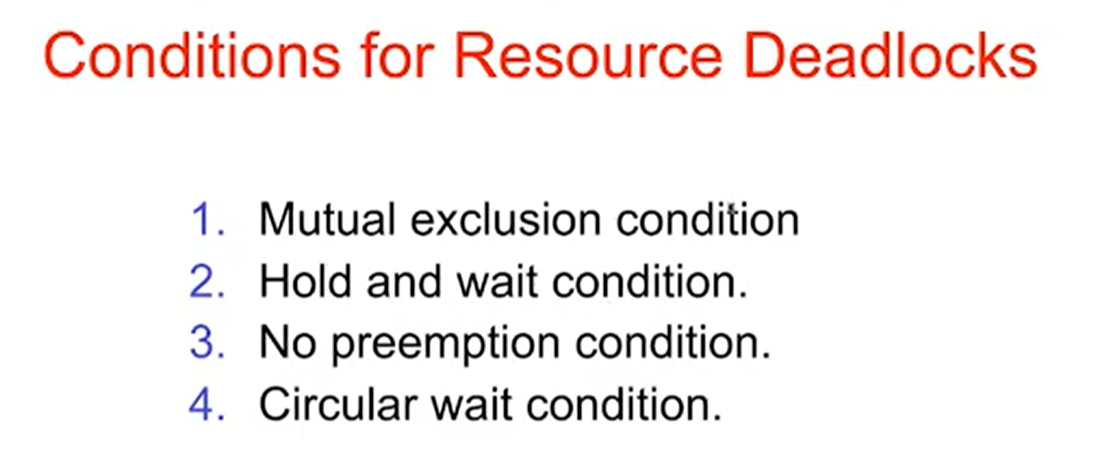 Conditions for Resource Deadlocks
1. Mutual exclusion condition
2. Hold and wait condition.
3. No preemption condition.
4. Circular wait condition.